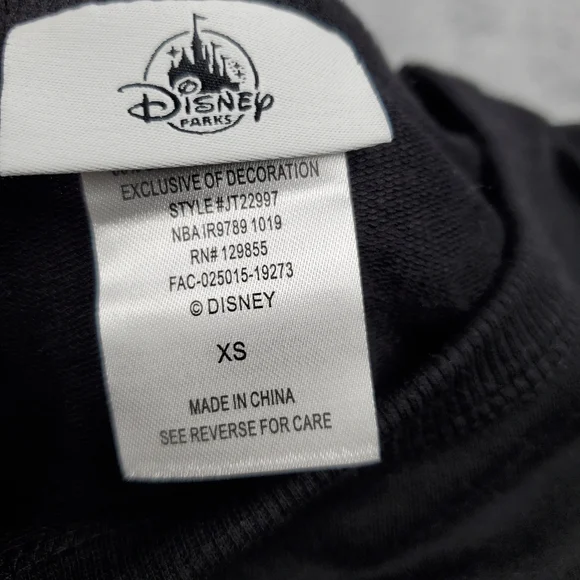 DISNEY
PARKS
EXCLUSIVE OF DECORATION
STYLE #JT22997
NBA IR9789 1019
RN# 129855
FAC-025015-19273
© DISNEY
XS
MADE IN CHINA
SEE REVERSE FOR CARE